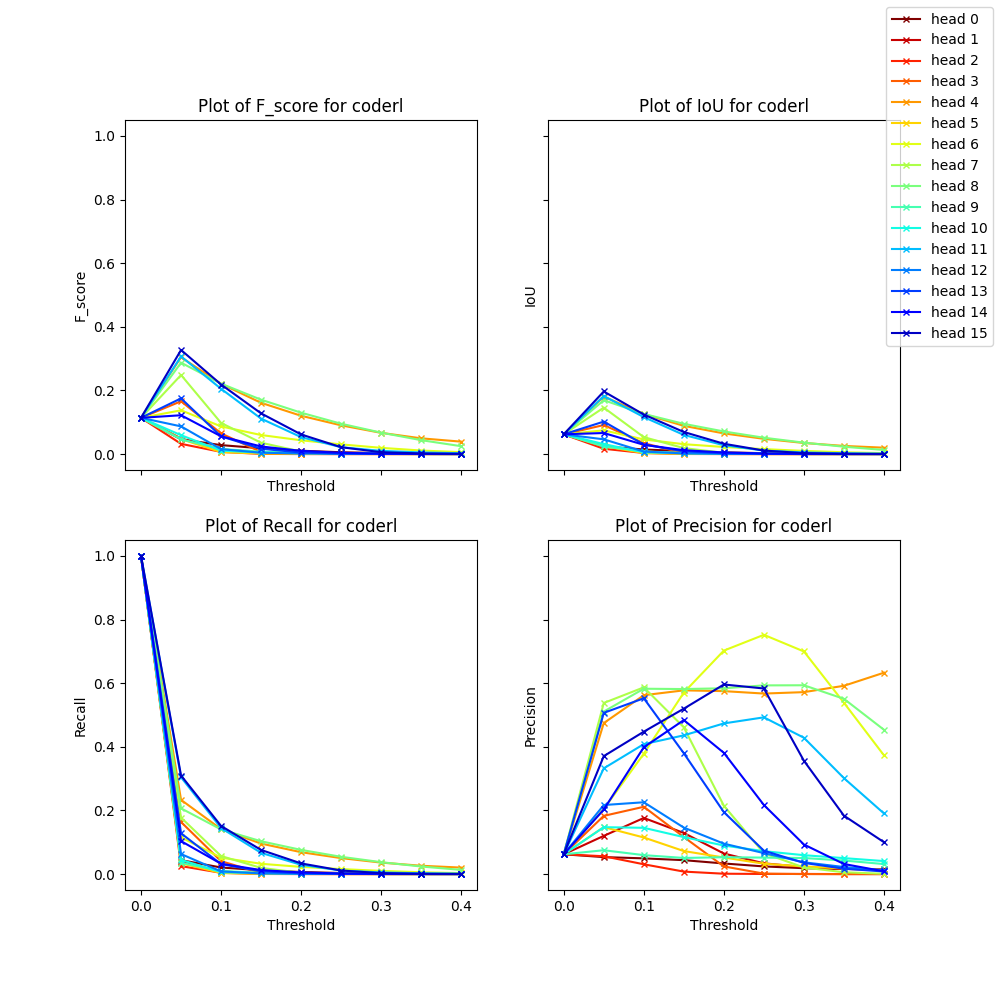 head 0
head 1
head 2
head 3
head 4
head 5
head 6
head 7
head 8
head 9
head 10
head 11
head 12
head 13
head 14
head 15
Plot of F_score for coderl
1.0
0.8
0.6
0.4
0.2
0.0
F_score
Threshold
Plot of IoU for coderl
IoU
Threshold
Plot of Recall for coderl
1.0
0.8
0.6
0.4
0.2
0.0
Recall
0.0 0.1 0.2 0.3 0.4
Threshold
Plot of Precision for coderl
Precision
0.0 0.1 0.2 0.3 0.4
Threshold